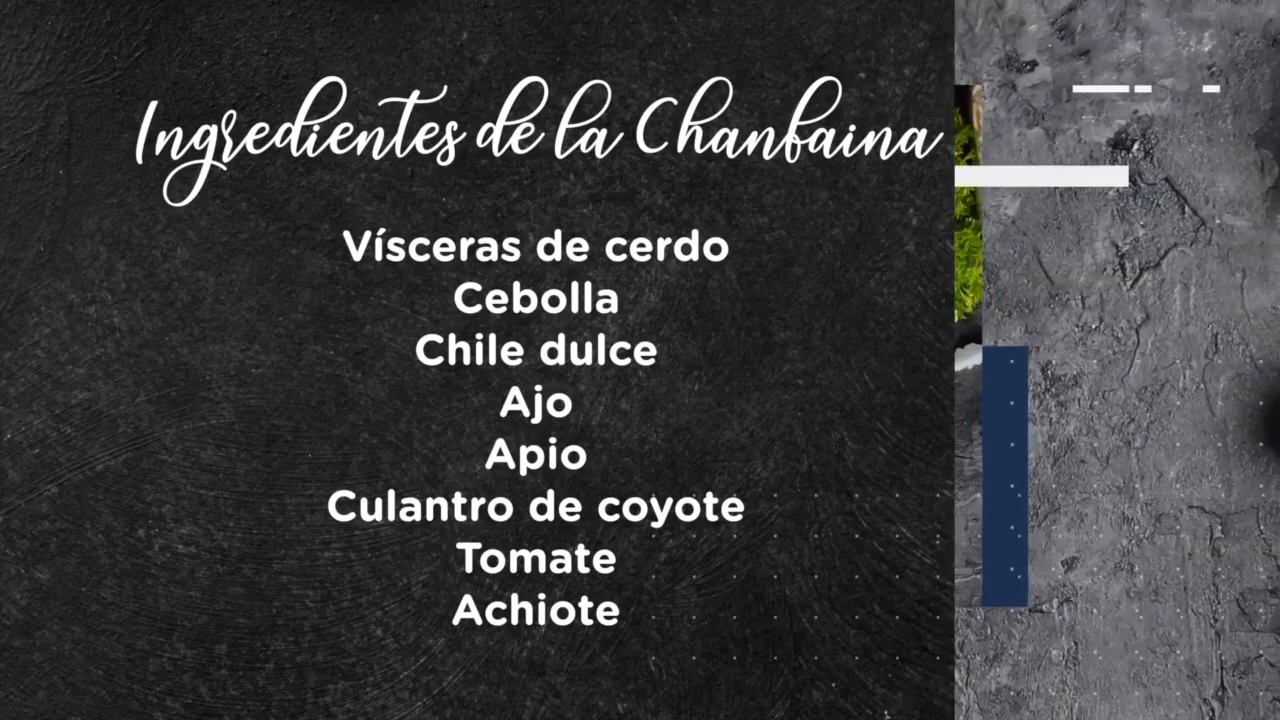 Ingredientes de la Chanfaina
Vísceras de cerdo
Cebolla
Chile dulce
Ajo
Apio
Culantro de coyote
Tomate
Achiote